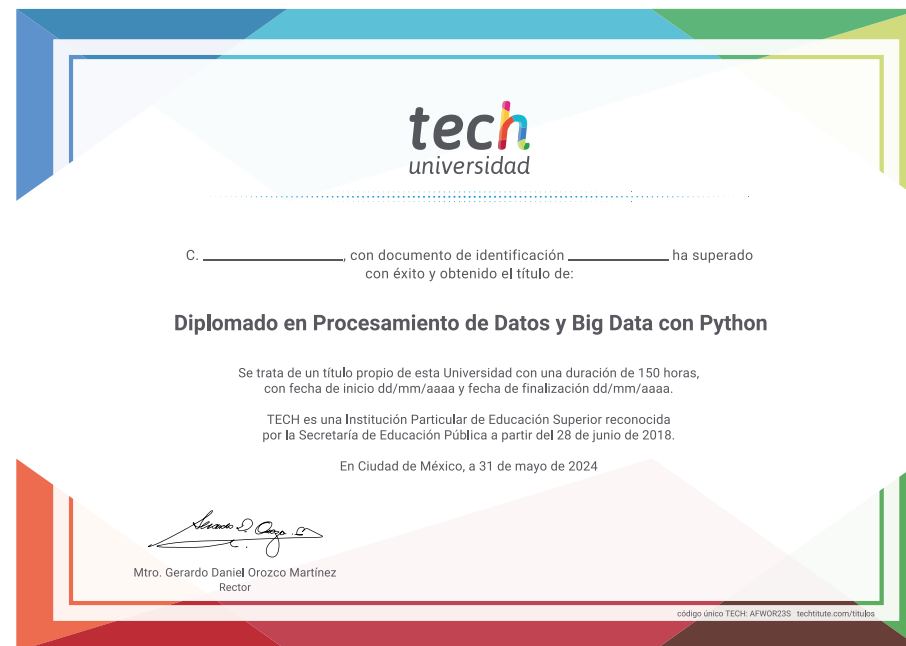 tech
universidad
C. ____________, con documento de identificación ____________ ha superado
con éxito y obtenido el título de:
Diplomado en Procesamiento de Datos y Big Data con Python
Se trata de un título propio de esta Universidad con una duración de 150 horas,
con fecha de inicio dd/mm/aaaa y fecha de finalización dd/mm/aaaa.
TECH es una Institución Particular de Educación Superior reconocida
por la Secretaría de Educación Pública a partir del 28 de junio de 2018.
En Ciudad de México, a 31 de mayo de 2024
Mtro. Gerardo Daniel Orozco Martínez
Rector
código único TECH: AFWOR23S techtitute.com/titulos